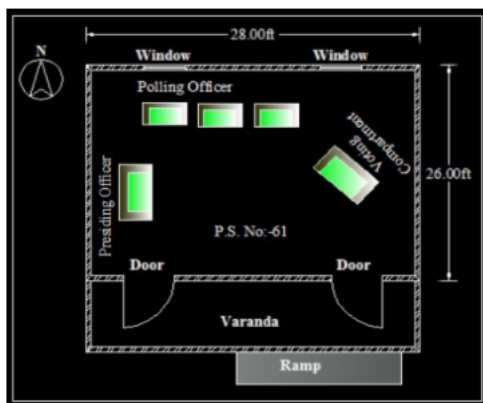 28.00ft
N
Window
Window
Polling Officer
Voting
Compartment
26.00ft
Presiding Officer
P.S. No:-61
Door
Door
Varanda
Ramp